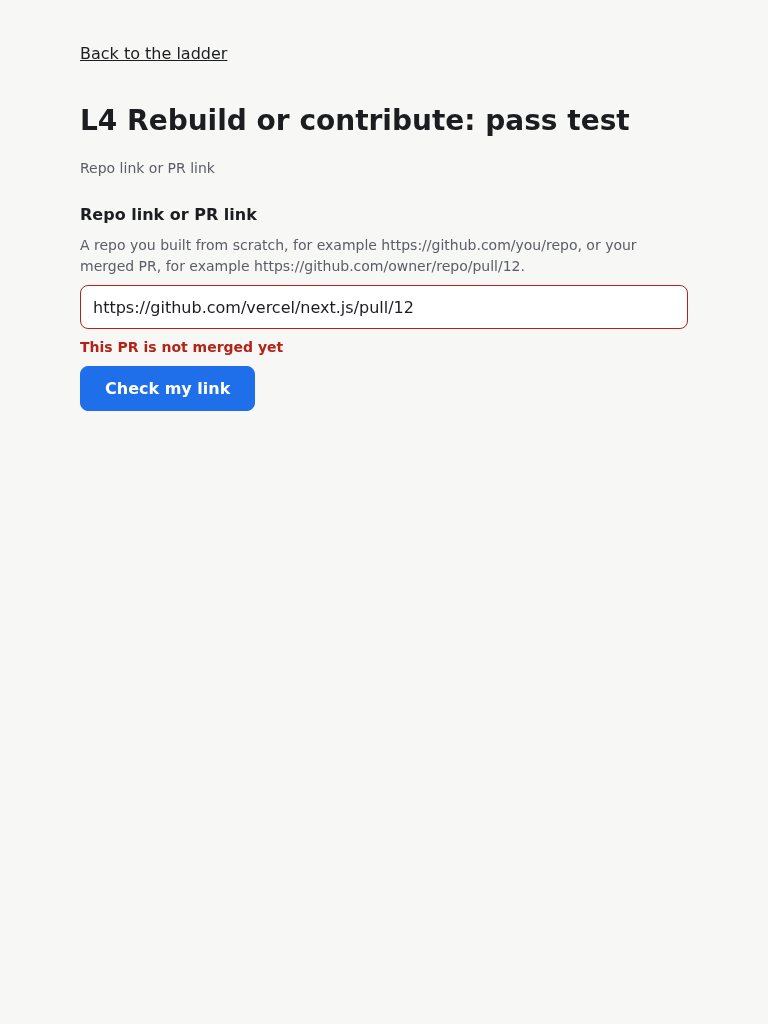 Back to the ladder
L4 Rebuild or contribute: pass test
Repo link or PR link
Repo link or PR link
A repo you built from scratch, for example https://github.com/you/repo, or your
merged PR, for example https://github.com/owner/repo/pull/12.
https://github.com/vercel/next.js/pull/12
This PR is not merged yet
Check my link